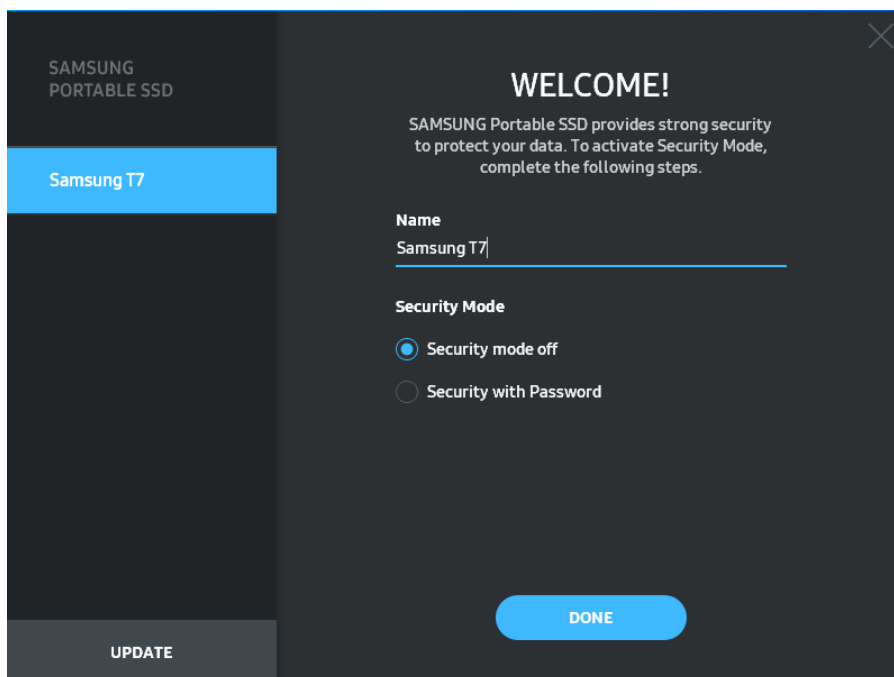 SAMSUNG
PORTABLE SSD
Samsung T7
UPDATE
WELCOME!
SAMSUNG Portable SSD provides strong security
to protect your data. To activate Security Mode,
complete the following steps.
Name
Samsung T7
Security Mode
Security mode off
Security with Password
DONE